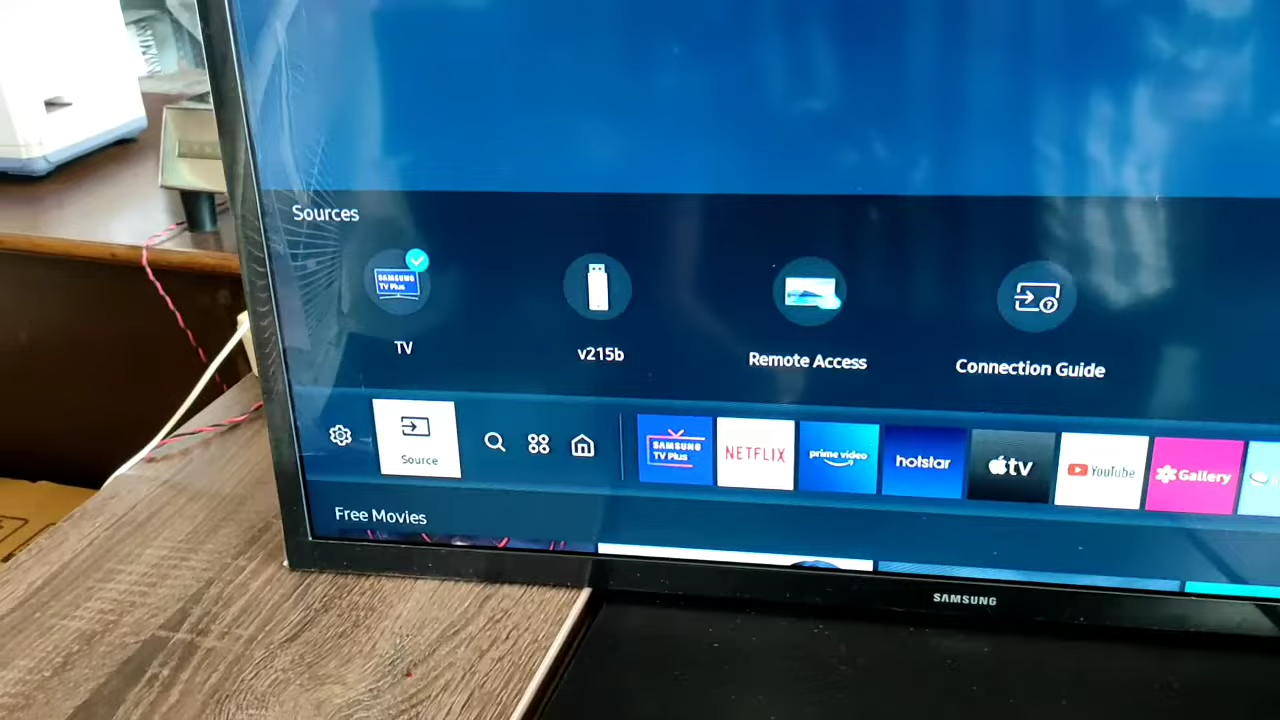 Sources
SAMSUNG
TV Plus
TV
v215b
Remote Access
Connection Guide
Source
SAMSUNG
TV Plus
NETFLIX
prime video
hotstar
tv
YouTube
Gallery
Free Movies
SAMSUNG